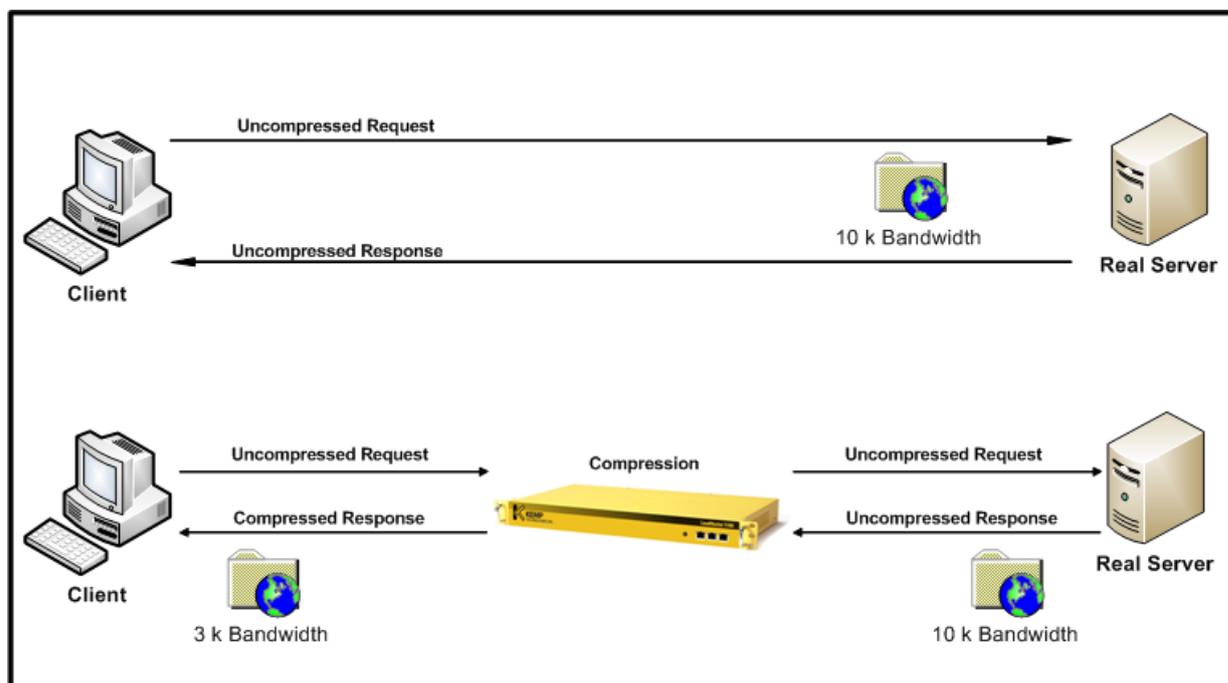 Uncompressed Request
10 k Bandwidth
Uncompressed Response
Client
Real Server
Uncompressed Request
Compression
Uncompressed Request
KEMP
Compressed Response
Uncompressed Response
Client
3 k Bandwidth
10 k Bandwidth
Real Server